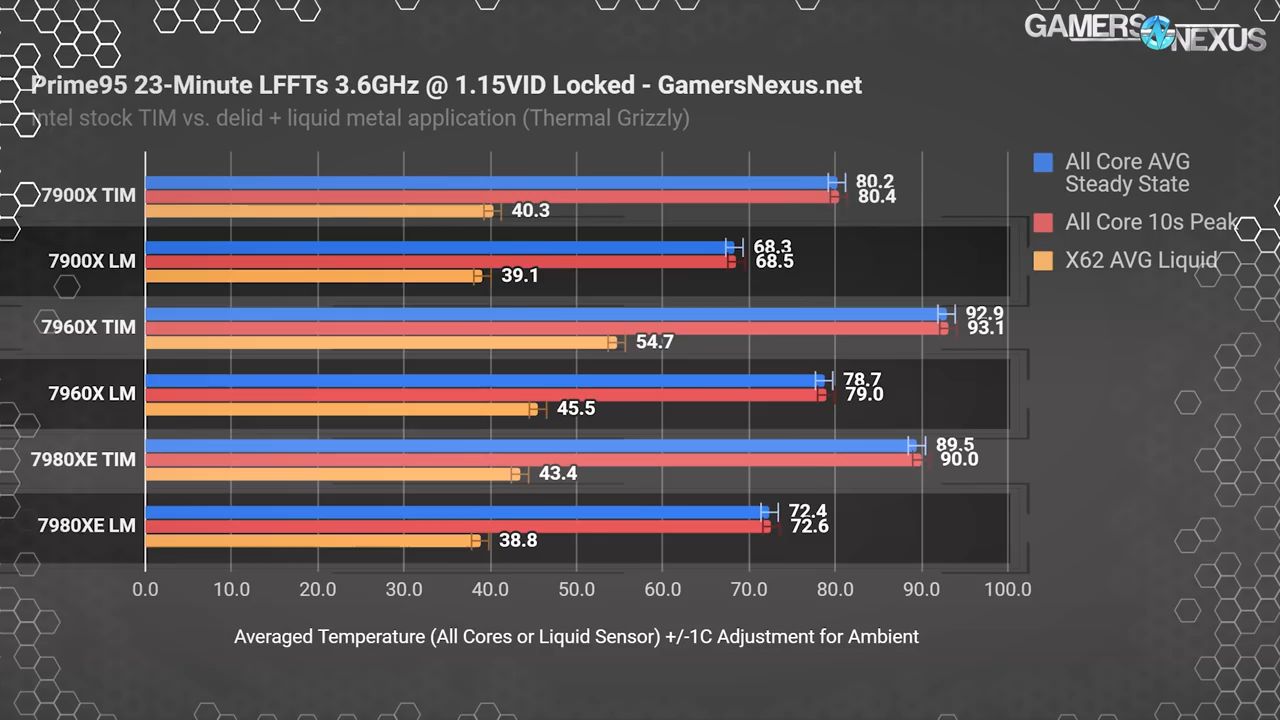 GAMERS NEXUS
Prime95 23-Minute LFFTs 3.6GHz @ 1.15VID Locked - GamersNexus.net
Intel stock TIM vs. delid + liquid metal application (Thermal Grizzly)
All Core AVG
Steady State
All Core 10s Peak
X62 AVG Liquid
7900X TIM
80.2
80.4
40.3
7900X LM
68.3
68.5
39.1
7960X TIM
92.9
93.1
54.7
7960X LM
78.7
79.0
45.5
7980XE TIM
89.5
90.0
43.4
7980XE LM
72.4
72.6
38.8
0.0 10.0 20.0 30.0 40.0 50.0 60.0 70.0 80.0 90.0 100.0
Averaged Temperature (All Cores or Liquid Sensor) +/-1C Adjustment for Ambient